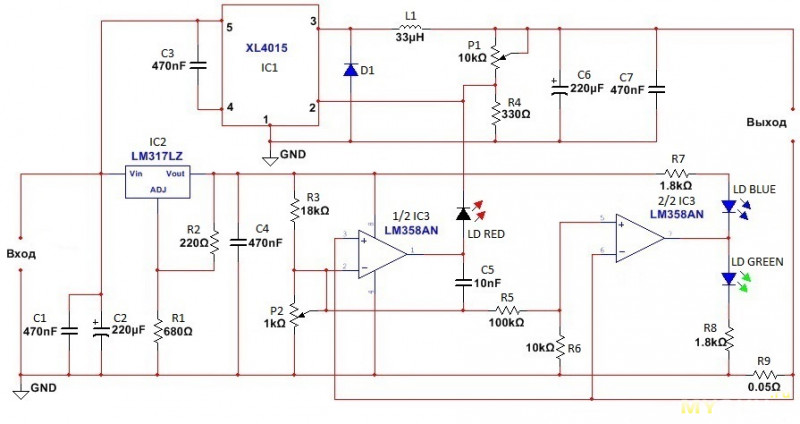 5
3
L1
33µH
P1
10kΩ
C3
470nF
XL4015
IC1
D1
C6
220µF
+
C7
470nF
4
2
1
R4
330Ω
GND
Выход
IC2
LM317LZ
Vin
Vout
ADJ
R7
1.8kΩ
LD BLUE
R3
18kΩ
1/2 IC3
LM358AN
LD RED
2/2 IC3
LM358AN
R2
220Ω
C4
470nF
8
3
+
1
2
−
4
5
+
7
6
−
Вход
LD GREEN
C5
10nF
P2
1kΩ
R5
100kΩ
C1
470nF
+
C2
220µF
R1
680Ω
10kΩ
R6
R8
1.8kΩ
R9
0.05Ω
GND